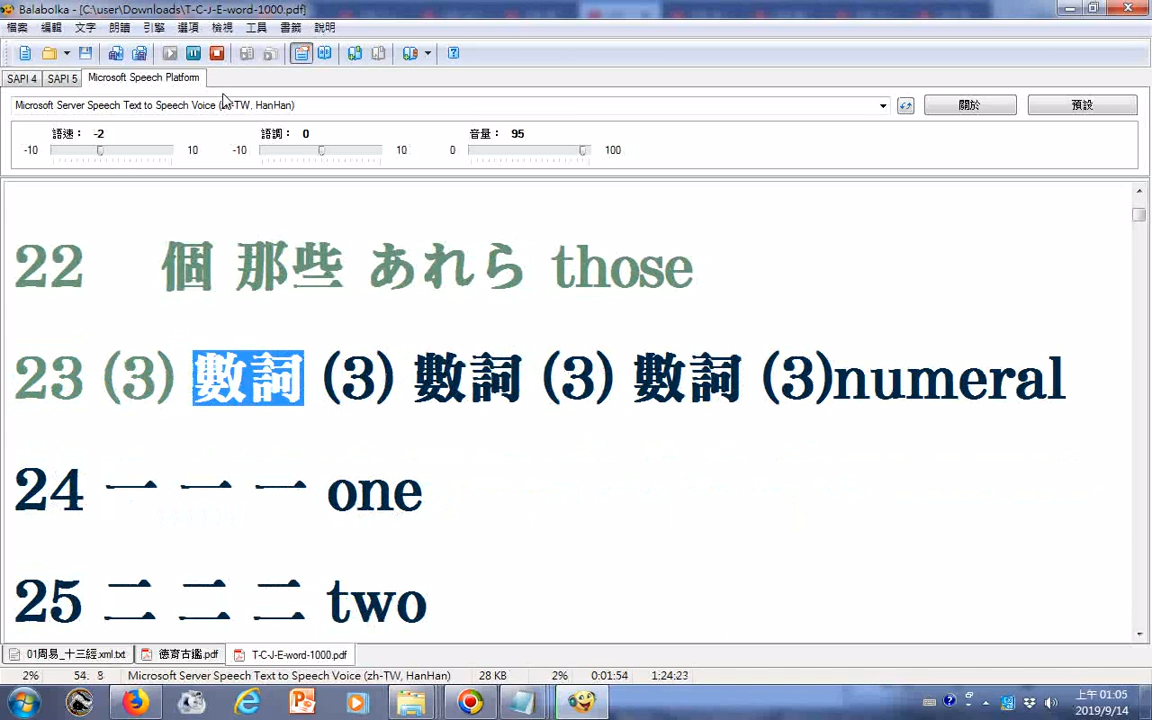 Balabolka - [C:\user\Downloads\T-C-J-E-word-1000.pdf]
檔案 編輯 文字 朗讀 引擎 選項 檢視 工具 書籤 說明
SAPI 4 SAPI 5 Microsoft Speech Platform
Microsoft Server Speech Text to Speech Voice (zh-TW, HanHan) 關於 預設
語速： -2 語調： 0 音量： 95
-10 10 -10 10 0 100
22 個 那些 あれら those
23 (3) 數詞 (3) 數詞 (3) 數詞 (3)numeral
24 一 一 一 one
25 二 二 二 two
01周易_十三經.xml.txt 德育古鑑.pdf T-C-J-E-word-1000.pdf
2% 54. 8 Microsoft Server Speech Text to Speech Voice (zh-TW, HanHan) 28 KB 2% 0:01:54 1:24:23
上午 01:05
2019/9/14